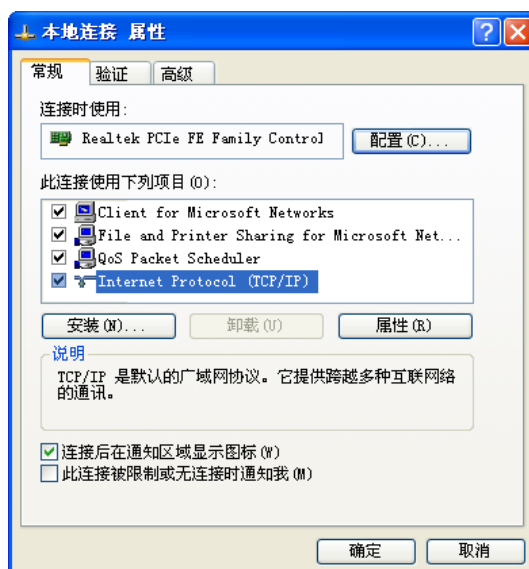 本地连接 属性
常规 验证 高级
连接时使用:
Realtek PCIe FE Family Control 配置(C)...
此连接使用下列项目(O):
Client for Microsoft Networks
File and Printer Sharing for Microsoft Net...
QoS Packet Scheduler
Internet Protocol (TCP/IP)
安装(N)... 卸载(U) 属性(R)
说明
TCP/IP 是默认的广域网协议。它提供跨越多种互联网络
的通讯。
连接后在通知区域显示图标(W)
此连接被限制或无连接时通知我(M)
确定 取消